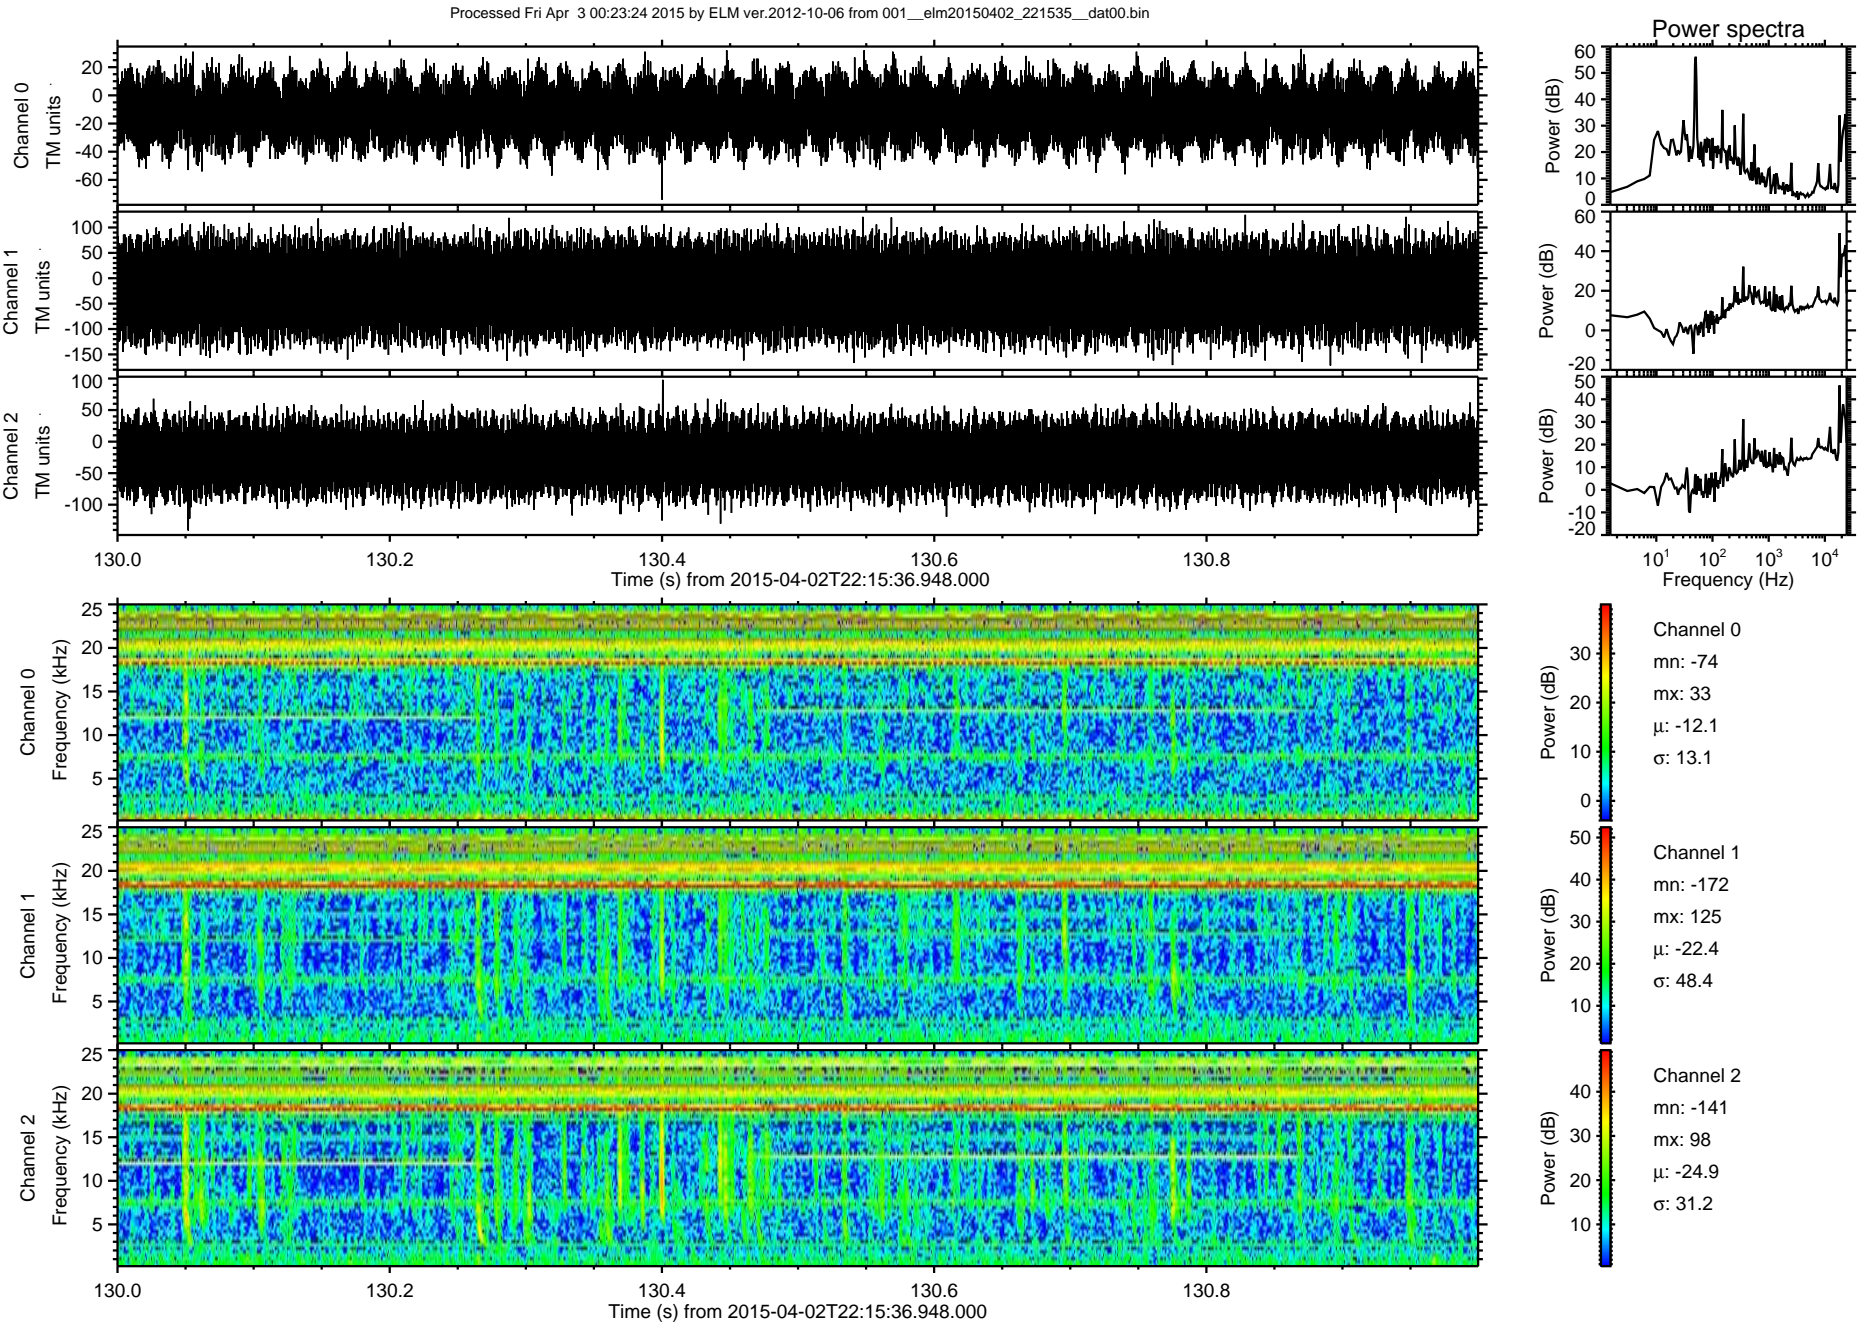 Processed Fri Apr  3 00:23:24 2015 by ELM ver.2012-10-06 from 001__elm20150402_221535__dat00.bin
Power spectra
Channel 0
TM units
20
0
-20
-40
-60
Power (dB)
60
50
40
30
20
10
0
Channel 1
TM units
100
50
0
-50
-100
-150
Power (dB)
60
40
20
0
-20
Channel 2
TM units
100
50
0
-50
-100
Power (dB)
50
40
30
20
10
0
-10
-20
130.0 130.2 130.4 130.6 130.8
Time (s) from 2015-04-02T22:15:36.948.000
10^1 10^2 10^3 10^4
Frequency (Hz)
Channel 0
Frequency (kHz)
25
20
15
10
5
Power (dB)
30
20
10
0
Channel 0
mn: -74
mx: 33
μ: -12.1
σ: 13.1
Channel 1
Frequency (kHz)
25
20
15
10
5
Power (dB)
50
40
30
20
10
Channel 1
mn: -172
mx: 125
μ: -22.4
σ: 48.4
Channel 2
Frequency (kHz)
25
20
15
10
5
Power (dB)
40
30
20
10
Channel 2
mn: -141
mx: 98
μ: -24.9
σ: 31.2
130.0 130.2 130.4 130.6 130.8
Time (s) from 2015-04-02T22:15:36.948.000